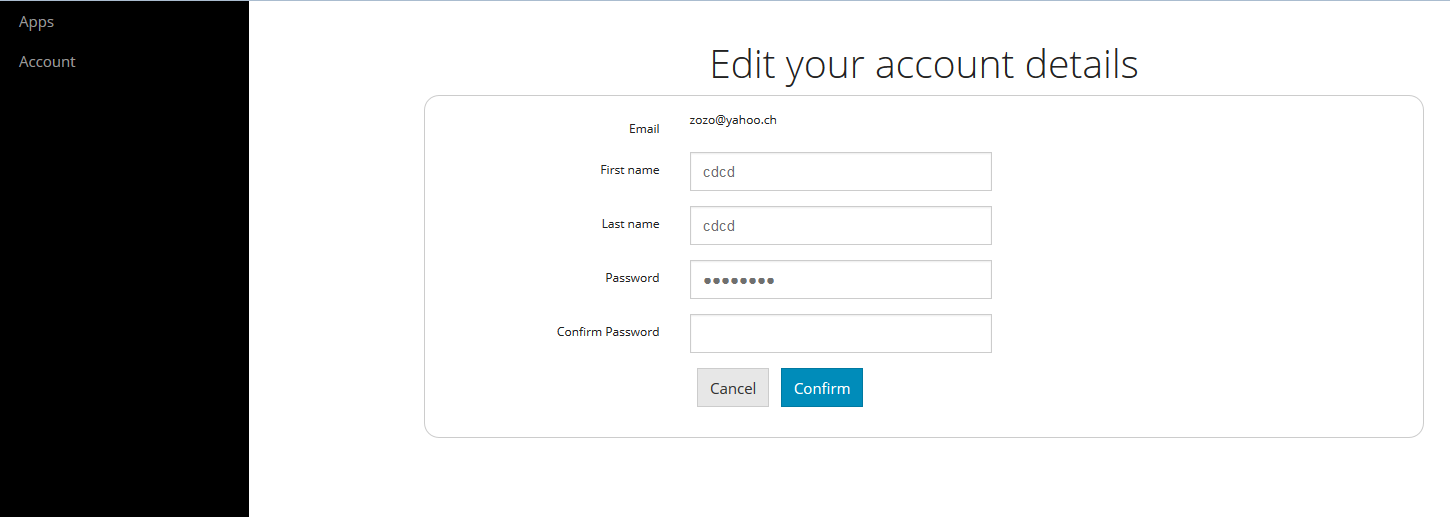 Apps
Account
Edit your account details
Email zozo@yahoo.ch
First name cdcd
Last name cdcd
Password ●●●●●●●●
Confirm Password
Cancel Confirm